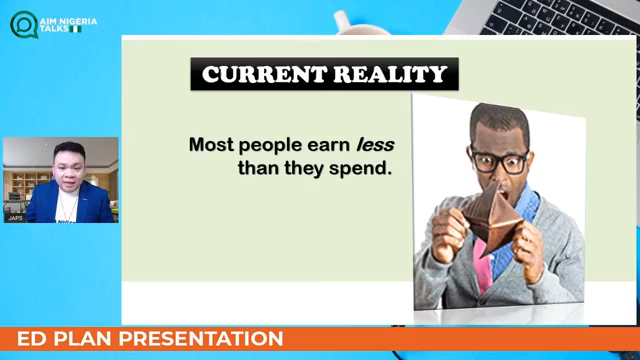 AIM NIGERIA
TALKS
CURRENT REALITY
Most people earn less
than they spend.
JAPS
ED PLAN PRESENTATION